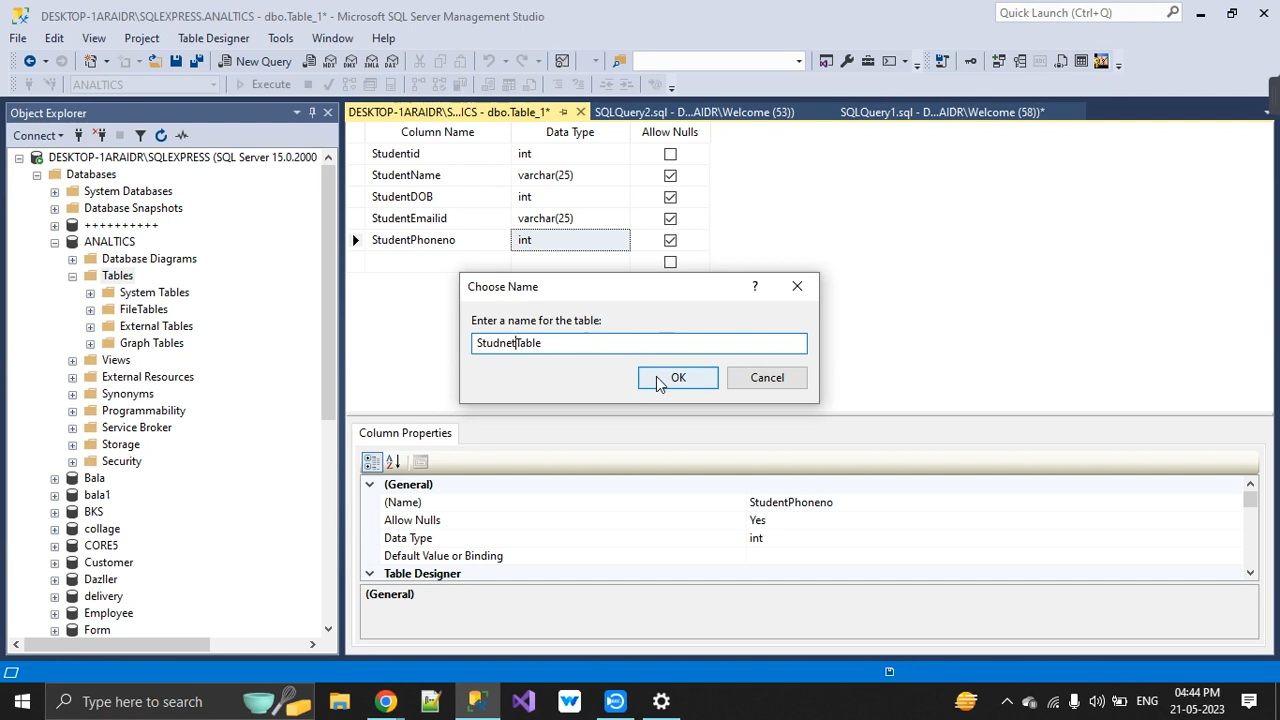 DESKTOP-1ARAIDR\SQLEXPRESS.ANALTICS - dbo.Table_1* - Microsoft SQL Server Management Studio
Quick Launch (Ctrl+Q)
File Edit View Project Table Designer Tools Window Help
New Query MDX DMX XMLA DAX
ANALTICS Execute
Object Explorer
DESKTOP-1ARAIDR\S...ICS - dbo.Table_1* SQLQuery2.sql - D...AIDR\Welcome (53)) SQLQuery1.sql - D...AIDR\Welcome (58))*
Connect
Column Name Data Type Allow Nulls
DESKTOP-1ARAIDR\SQLEXPRESS (SQL Server 15.0.2000
Databases
System Databases
Database Snapshots
++++++++++
ANALTICS
Database Diagrams
Tables
System Tables
FileTables
External Tables
Graph Tables
Views
External Resources
Synonyms
Programmability
Service Broker
Storage
Security
Bala
bala1
BKS
collage
CORE5
Customer
Dazller
delivery
Employee
Form
Studentid int
StudentName varchar(25)
StudentDOB int
StudentEmailid varchar(25)
StudentPhoneno int
Choose Name ?
Enter a name for the table:
StudnetTable
OK Cancel
Column Properties
(General)
(Name) StudentPhoneno
Allow Nulls Yes
Data Type int
Default Value or Binding
Table Designer
(General)
Type here to search
ENG
04:44 PM
21-05-2023